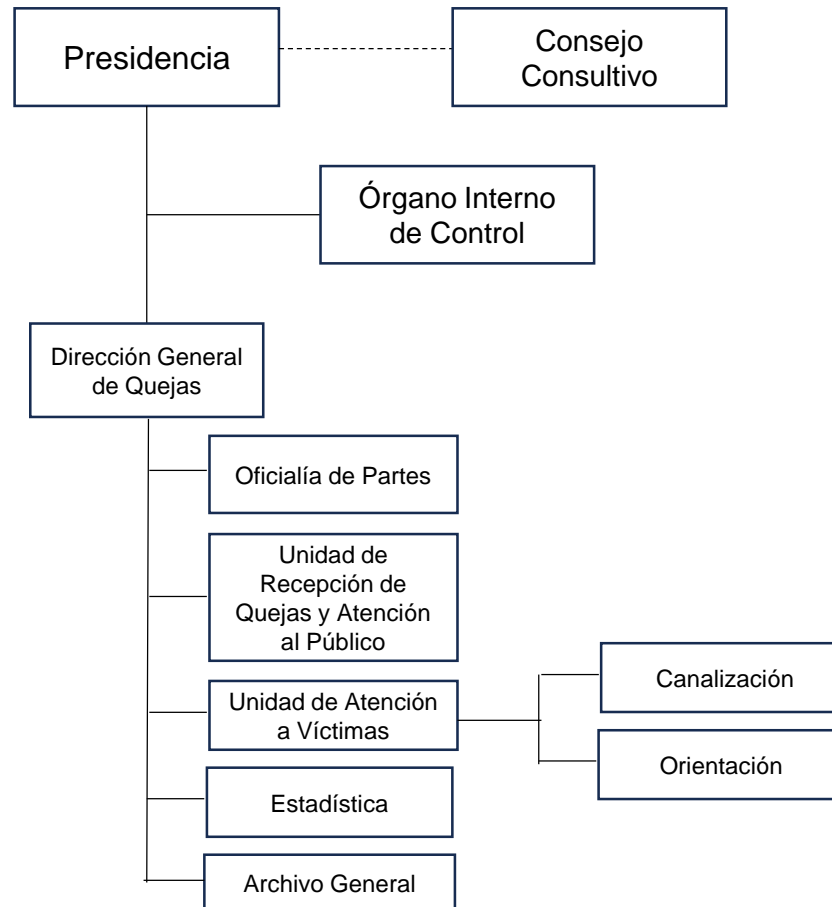 Presidencia
Consejo
Consultivo
Órgano Interno
de Control
Dirección General
de Quejas
Oficialía de Partes
Unidad de
Recepción de
Quejas y Atención
al Público
Unidad de Atención
a Víctimas
Canalización
Orientación
Estadística
Archivo General